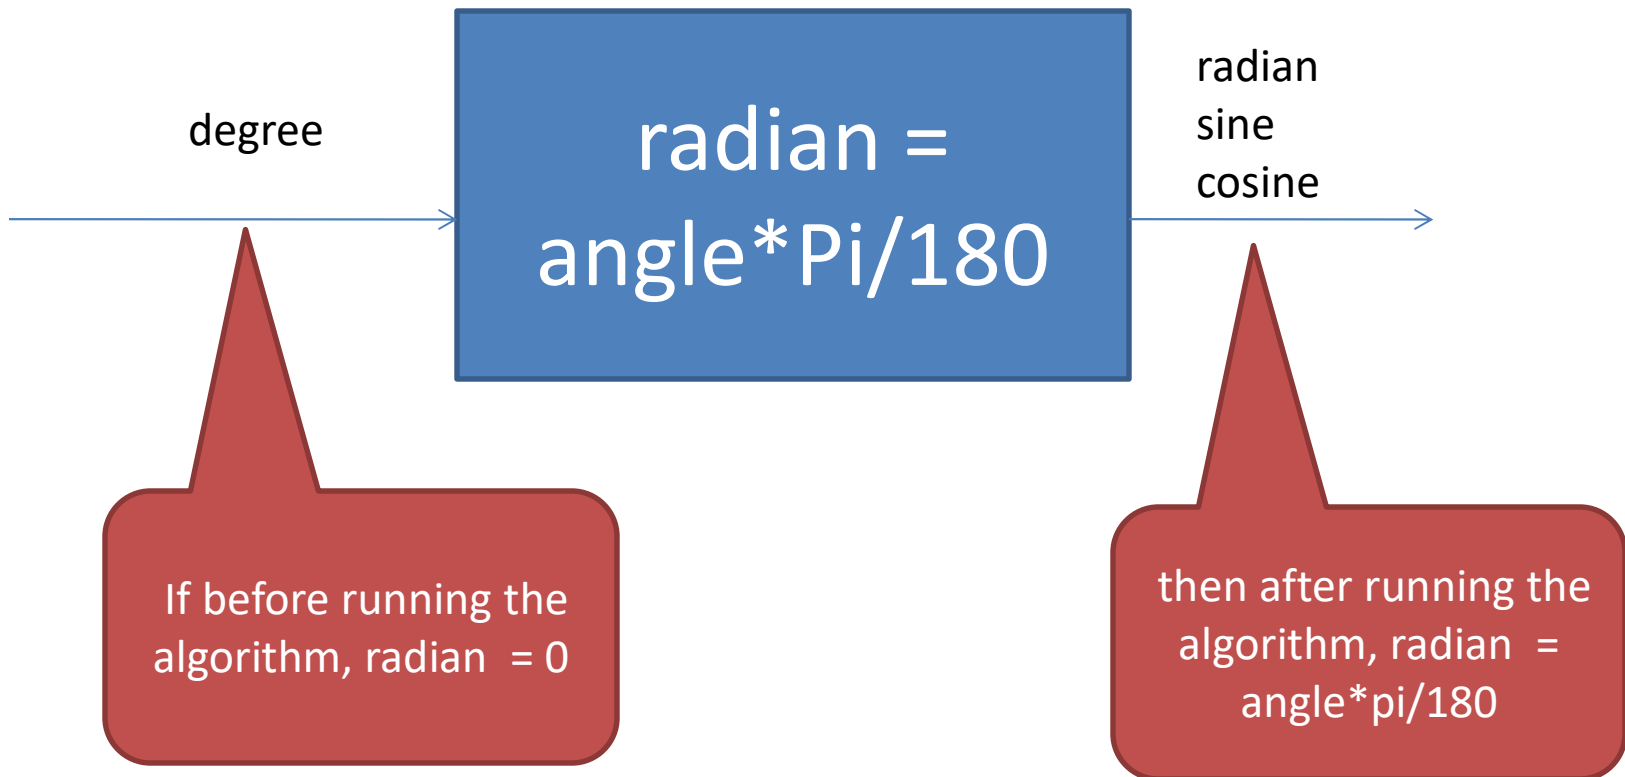 degree
radian =
angle*Pi/180
radian
sine
cosine
If before running the
algorithm, radian  = 0
then after running the
algorithm, radian  =
angle*pi/180